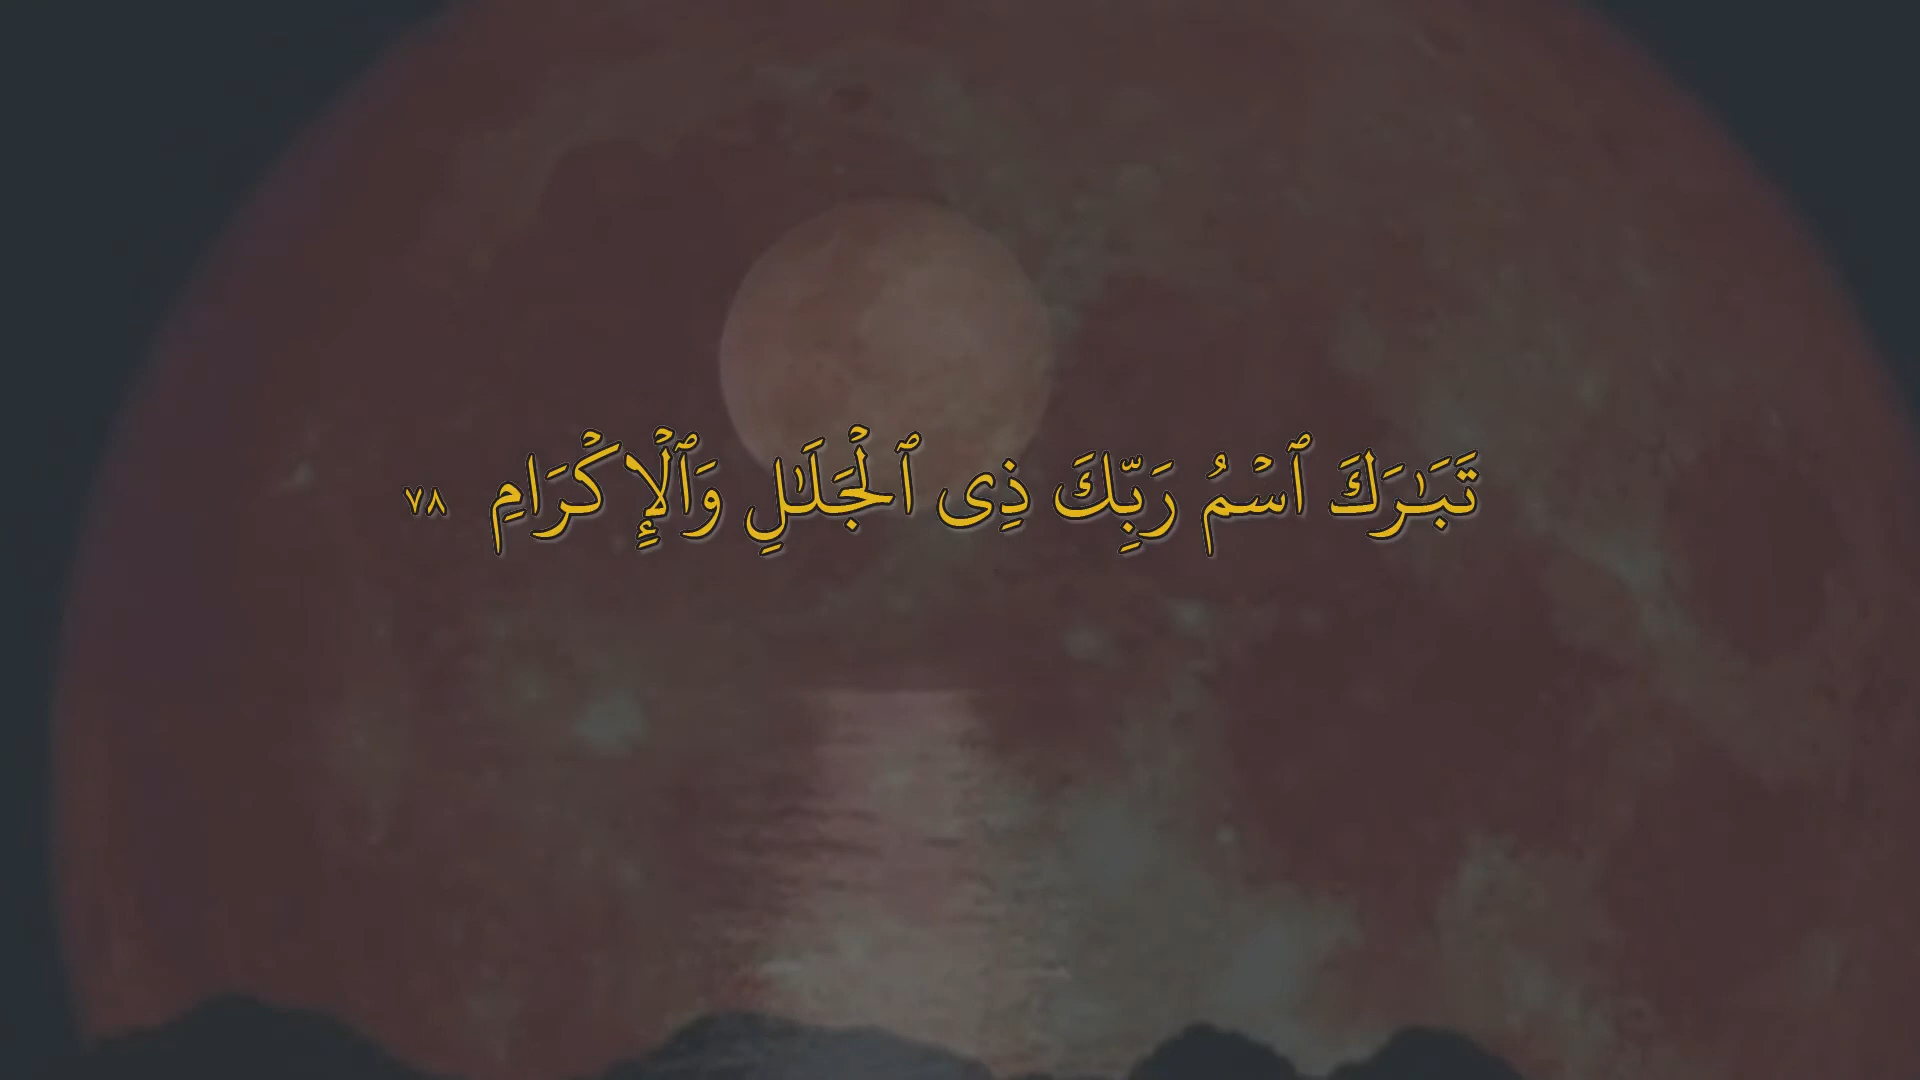 تَبَـٰرَكَ ٱسْمُ رَبِّكَ ذِى ٱلْجَلَـٰلِ وَٱلْإِكْرَامِ ٧٨